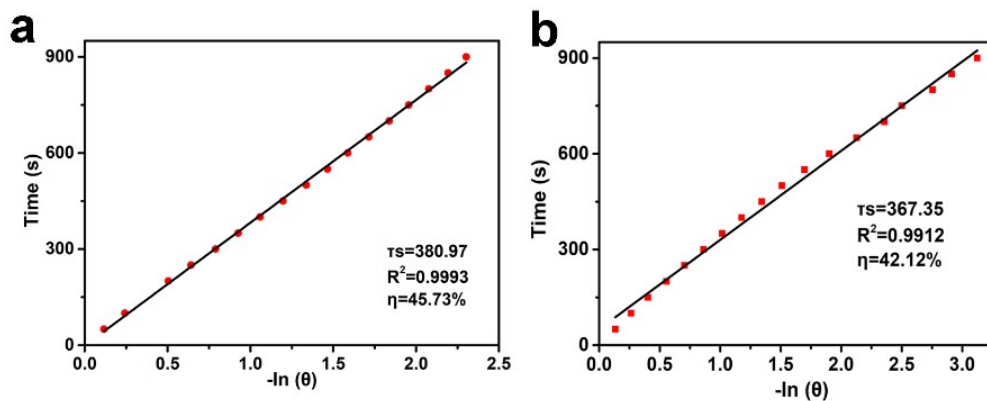 a
900
600
300
0
Time (s)
0.0 0.5 1.0 1.5 2.0 2.5
-ln (θ)
τs=380.97
R²=0.9993
η=45.73%
b
900
600
300
0
Time (s)
0.0 0.5 1.0 1.5 2.0 2.5 3.0
-ln (θ)
τs=367.35
R²=0.9912
η=42.12%